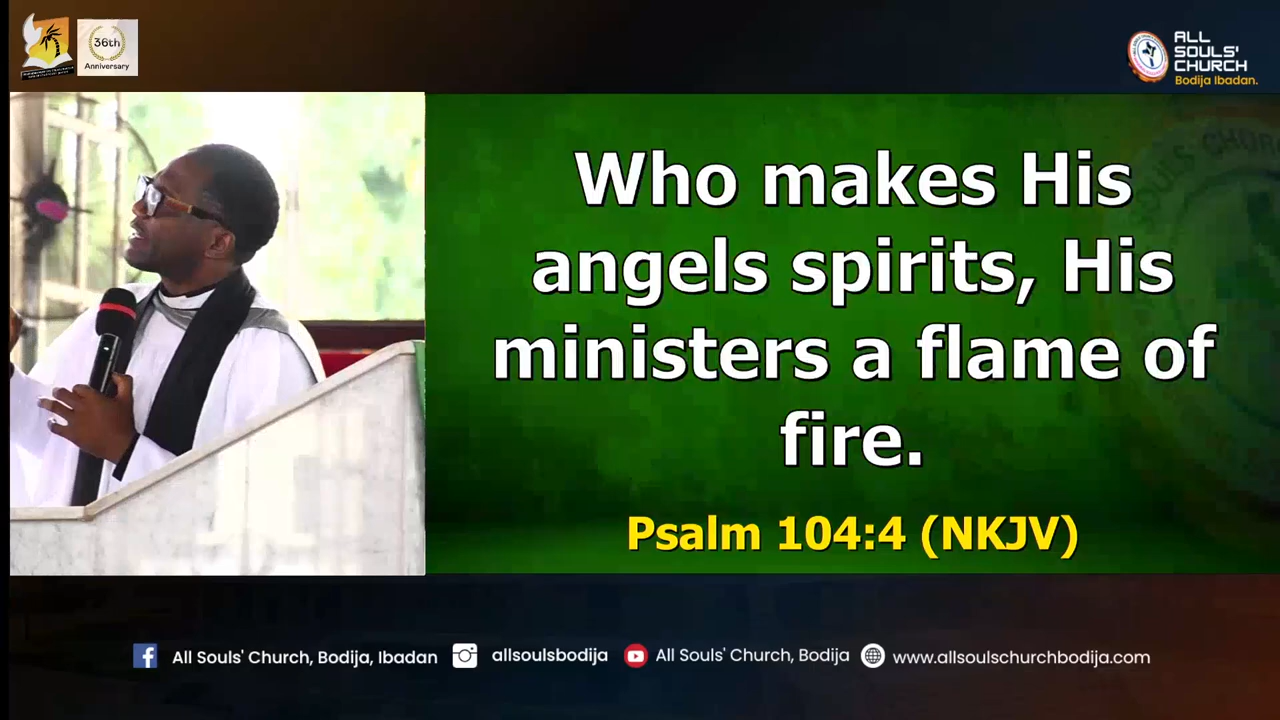 36th
Anniversary
ALL
SOULS'
CHURCH
Bodija Ibadan.
Who makes His
angels spirits, His
ministers a flame of
fire.
Psalm 104:4 (NKJV)
All Souls' Church, Bodija, Ibadan
allsoulsbodija
All Souls' Church, Bodija
www.allsoulschurchbodija.com